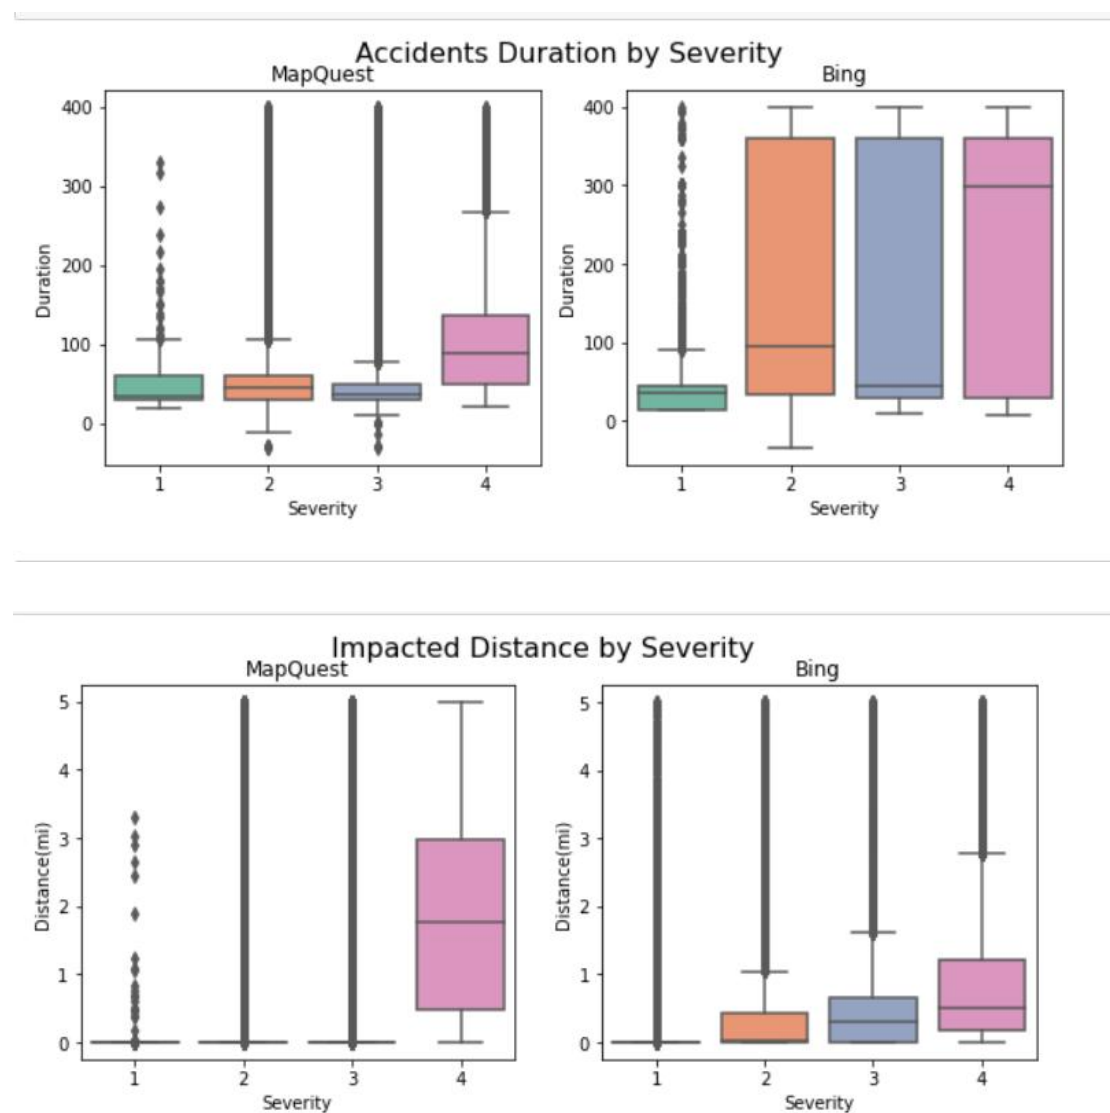 Accidents Duration by Severity
MapQuest
Bing
400
300
200
100
0
Duration
1 2 3 4
Severity
400
300
200
100
0
Duration
1 2 3 4
Severity
Impacted Distance by Severity
MapQuest
Bing
5
4
3
2
1
0
Distance(mi)
1 2 3 4
Severity
5
4
3
2
1
0
Distance(mi)
1 2 3 4
Severity